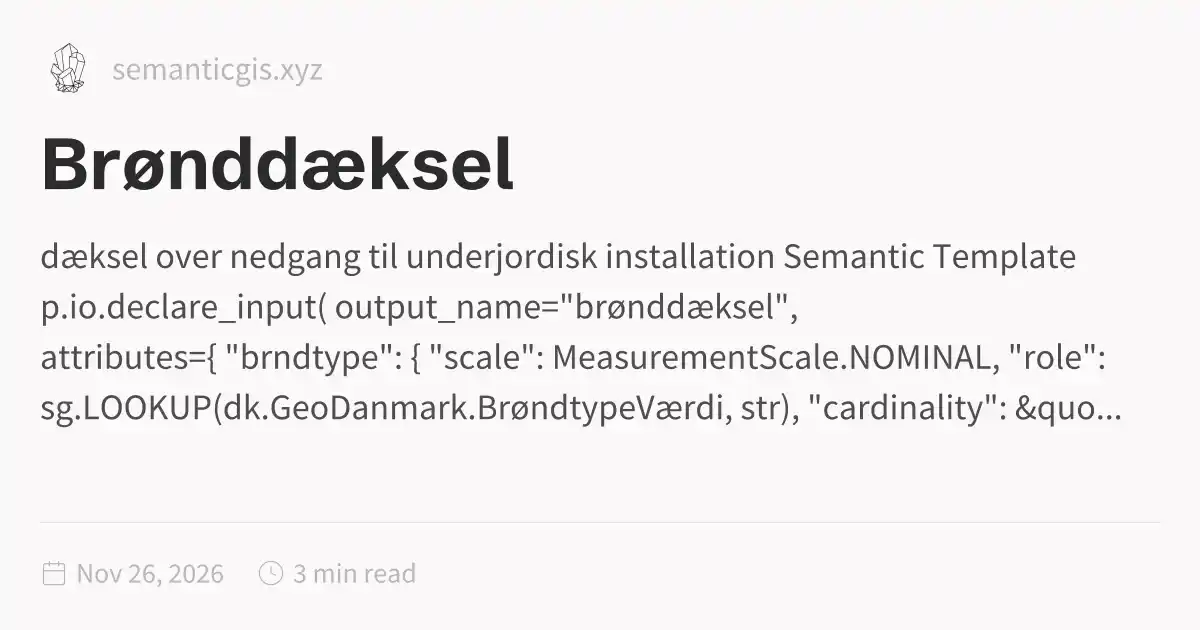 semanticgis.xyz
Brønddæksel
dæksel over nedgang til underjordisk installation Semantic Template
p.io.declare_input( output_name="brønddæksel",
attributes={ "brndtype": { "scale": MeasurementScale.NOMINAL, "role":
sg.LOOKUP(dk.GeoDanmark.BrøndtypeVærdi, str), "cardinality": &quo...
Nov 26, 2026 3 min read